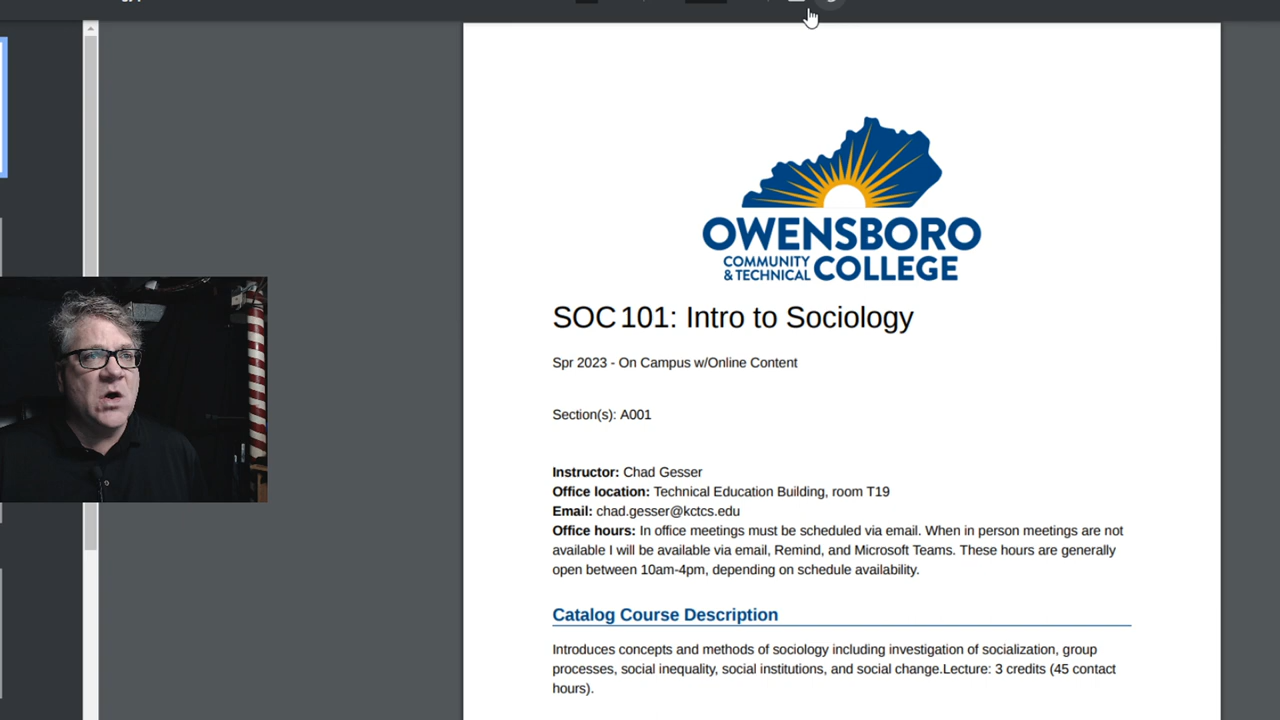 OWENSBORO
COMMUNITY
& TECHNICAL COLLEGE
SOC 101: Intro to Sociology
Spr 2023 - On Campus w/Online Content
Section(s): A001
Instructor: Chad Gesser
Office location: Technical Education Building, room T19
Email: chad.gesser@kctcs.edu
Office hours: In office meetings must be scheduled via email. When in person meetings are not
available I will be available via email, Remind, and Microsoft Teams. These hours are generally
open between 10am-4pm, depending on schedule availability.
Catalog Course Description
Introduces concepts and methods of sociology including investigation of socialization, group
processes, social inequality, social institutions, and social change.Lecture: 3 credits (45 contact
hours).